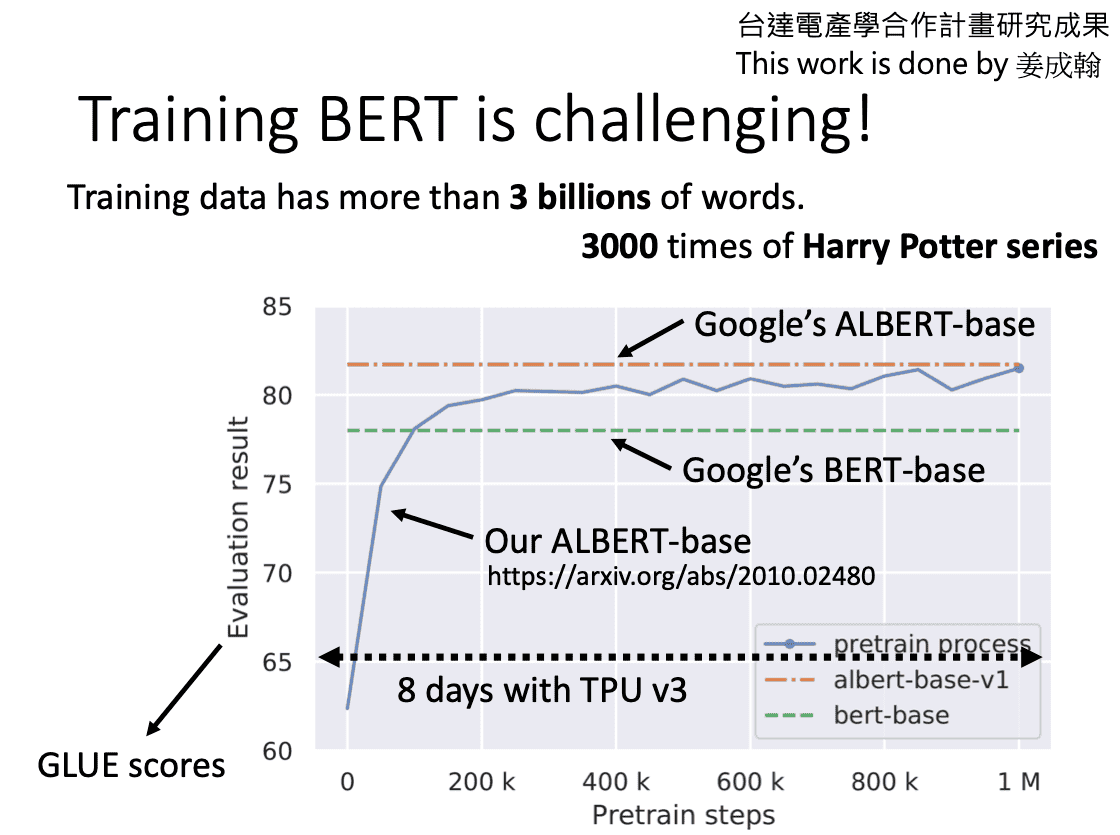 台達電產學合作計畫研究成果
This work is done by 姜成翰
Training BERT is challenging!
Training data has more than 3 billions of words.
3000 times of Harry Potter series
85
80
75
70
65
60
Evaluation result
Google's ALBERT-base
Google's BERT-base
Our ALBERT-base
https://arxiv.org/abs/2010.02480
pretrain process
albert-base-v1
bert-base
8 days with TPU v3
GLUE scores
0 200 k 400 k 600 k 800 k 1 M
Pretrain steps